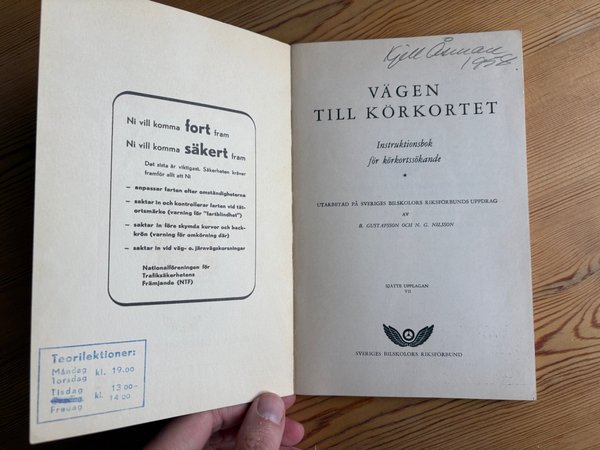 Ni vill komma fort fram
Ni vill komma säkert fram
Det sista är viktigast. Säkerheten kräver
framför allt att Ni
— anpassar farten efter omständigheterna
— saktar in och kontrollerar farten vid tät-
ortsmärke (varning för "fartblindhet")
— saktar in före skymda kurvor och back-
krön (varning för omkörning där)
— saktar in vid väg- o. järnvägskorsningar
Nationalföreningen för
Trafiksäkerhetens
Främjande (NTF)
Teorilektioner:
Måndag kl. 19.00
Torsdag
Tisdag kl. 13.00–
14.00
Fredag
Kjell Åsman
1958
VÄGEN
TILL KÖRKORTET
Instruktionsbok
för körkortssökande
UTARBETAD PÅ SVERIGES BILSKOLORS RIKSFÖRBUNDS UPPDRAG
AV
B. GUSTAFSSON OCH N. G. NILSSON
SJÄTTE UPPLAGAN
VII
SVERIGES BILSKOLORS RIKSFÖRBUND